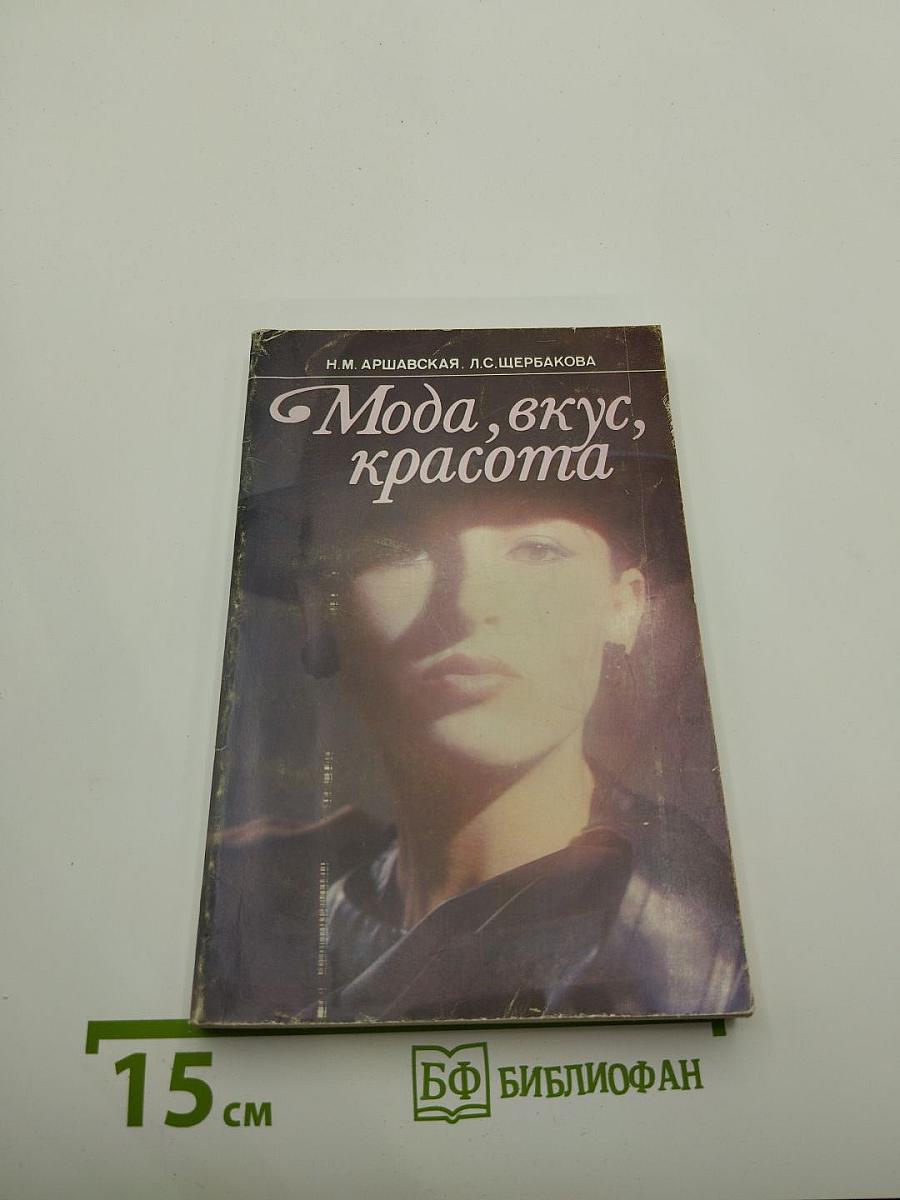 Н.М. АРШАВСКАЯ, Л.С. ЩЕРБАКОВА
Мода, вкус,
красота
15 см
БФ БИБЛИОФАН